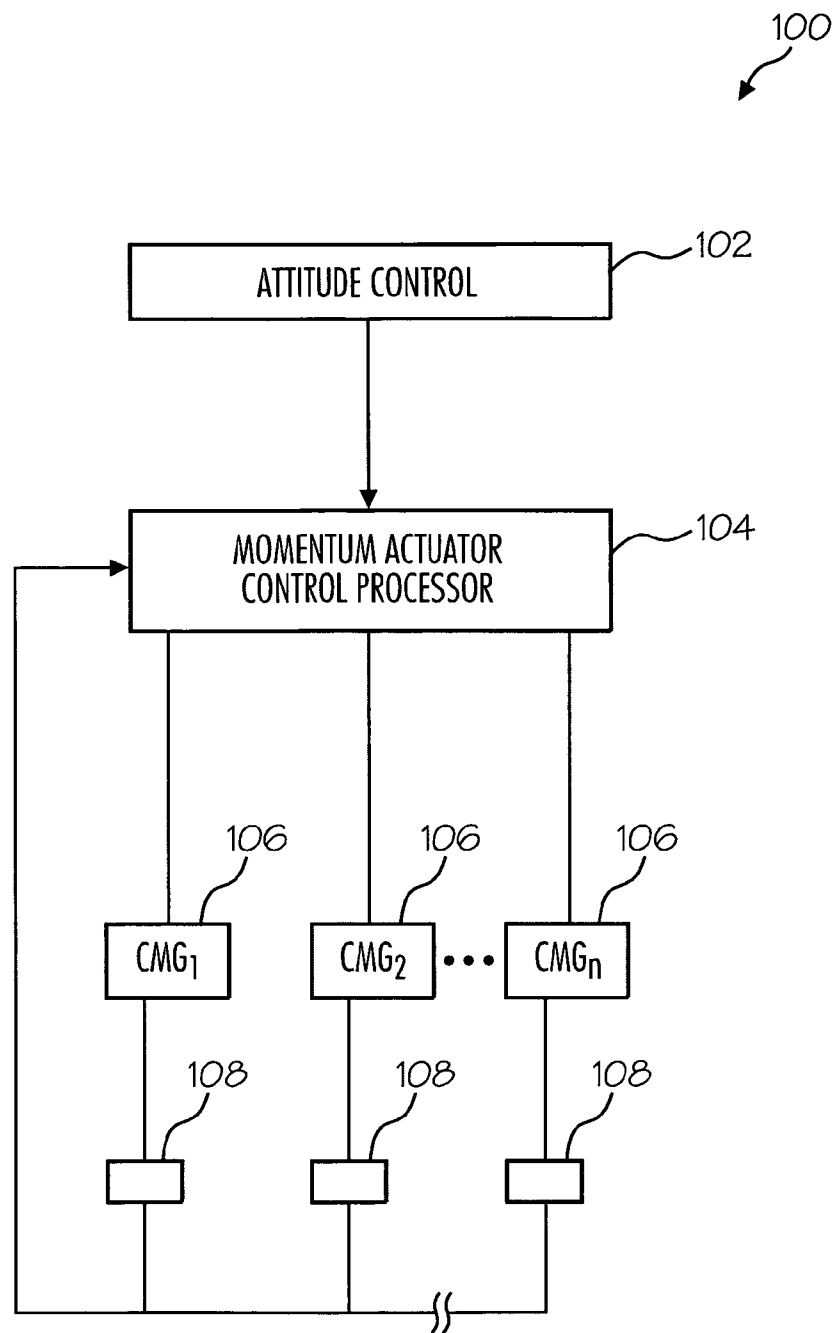 100
ATTITUDE CONTROL
102
MOMENTUM ACTUATOR
CONTROL PROCESSOR
104
106
106
106
CMG₁
CMG₂
•••
CMGₙ
108
108
108